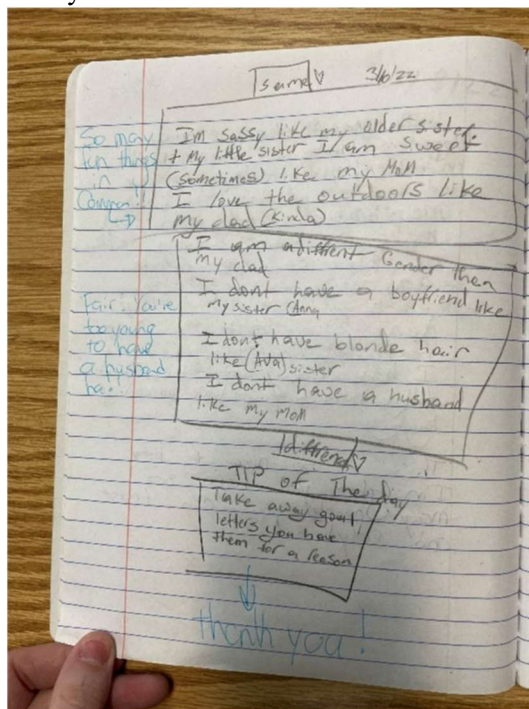 same♡ 3/6/22
So many
fun things
in
Common!
Im sassy like my older sister.
+ My little sister I am sweet
(sometimes) like my MoM
I love the outdoors like
my dad (kinda)
I am a different Gender then
my dad
I dont have a boyfriend like
my sister (Anna
Fair. You're
too young
to have
a husband
ha!
I dont have blonde hair
like (AVa) sister
I dont have a husband
like my MoM
different♡
TIP of The day
Take away
letters you have
them for a reason
thank you!